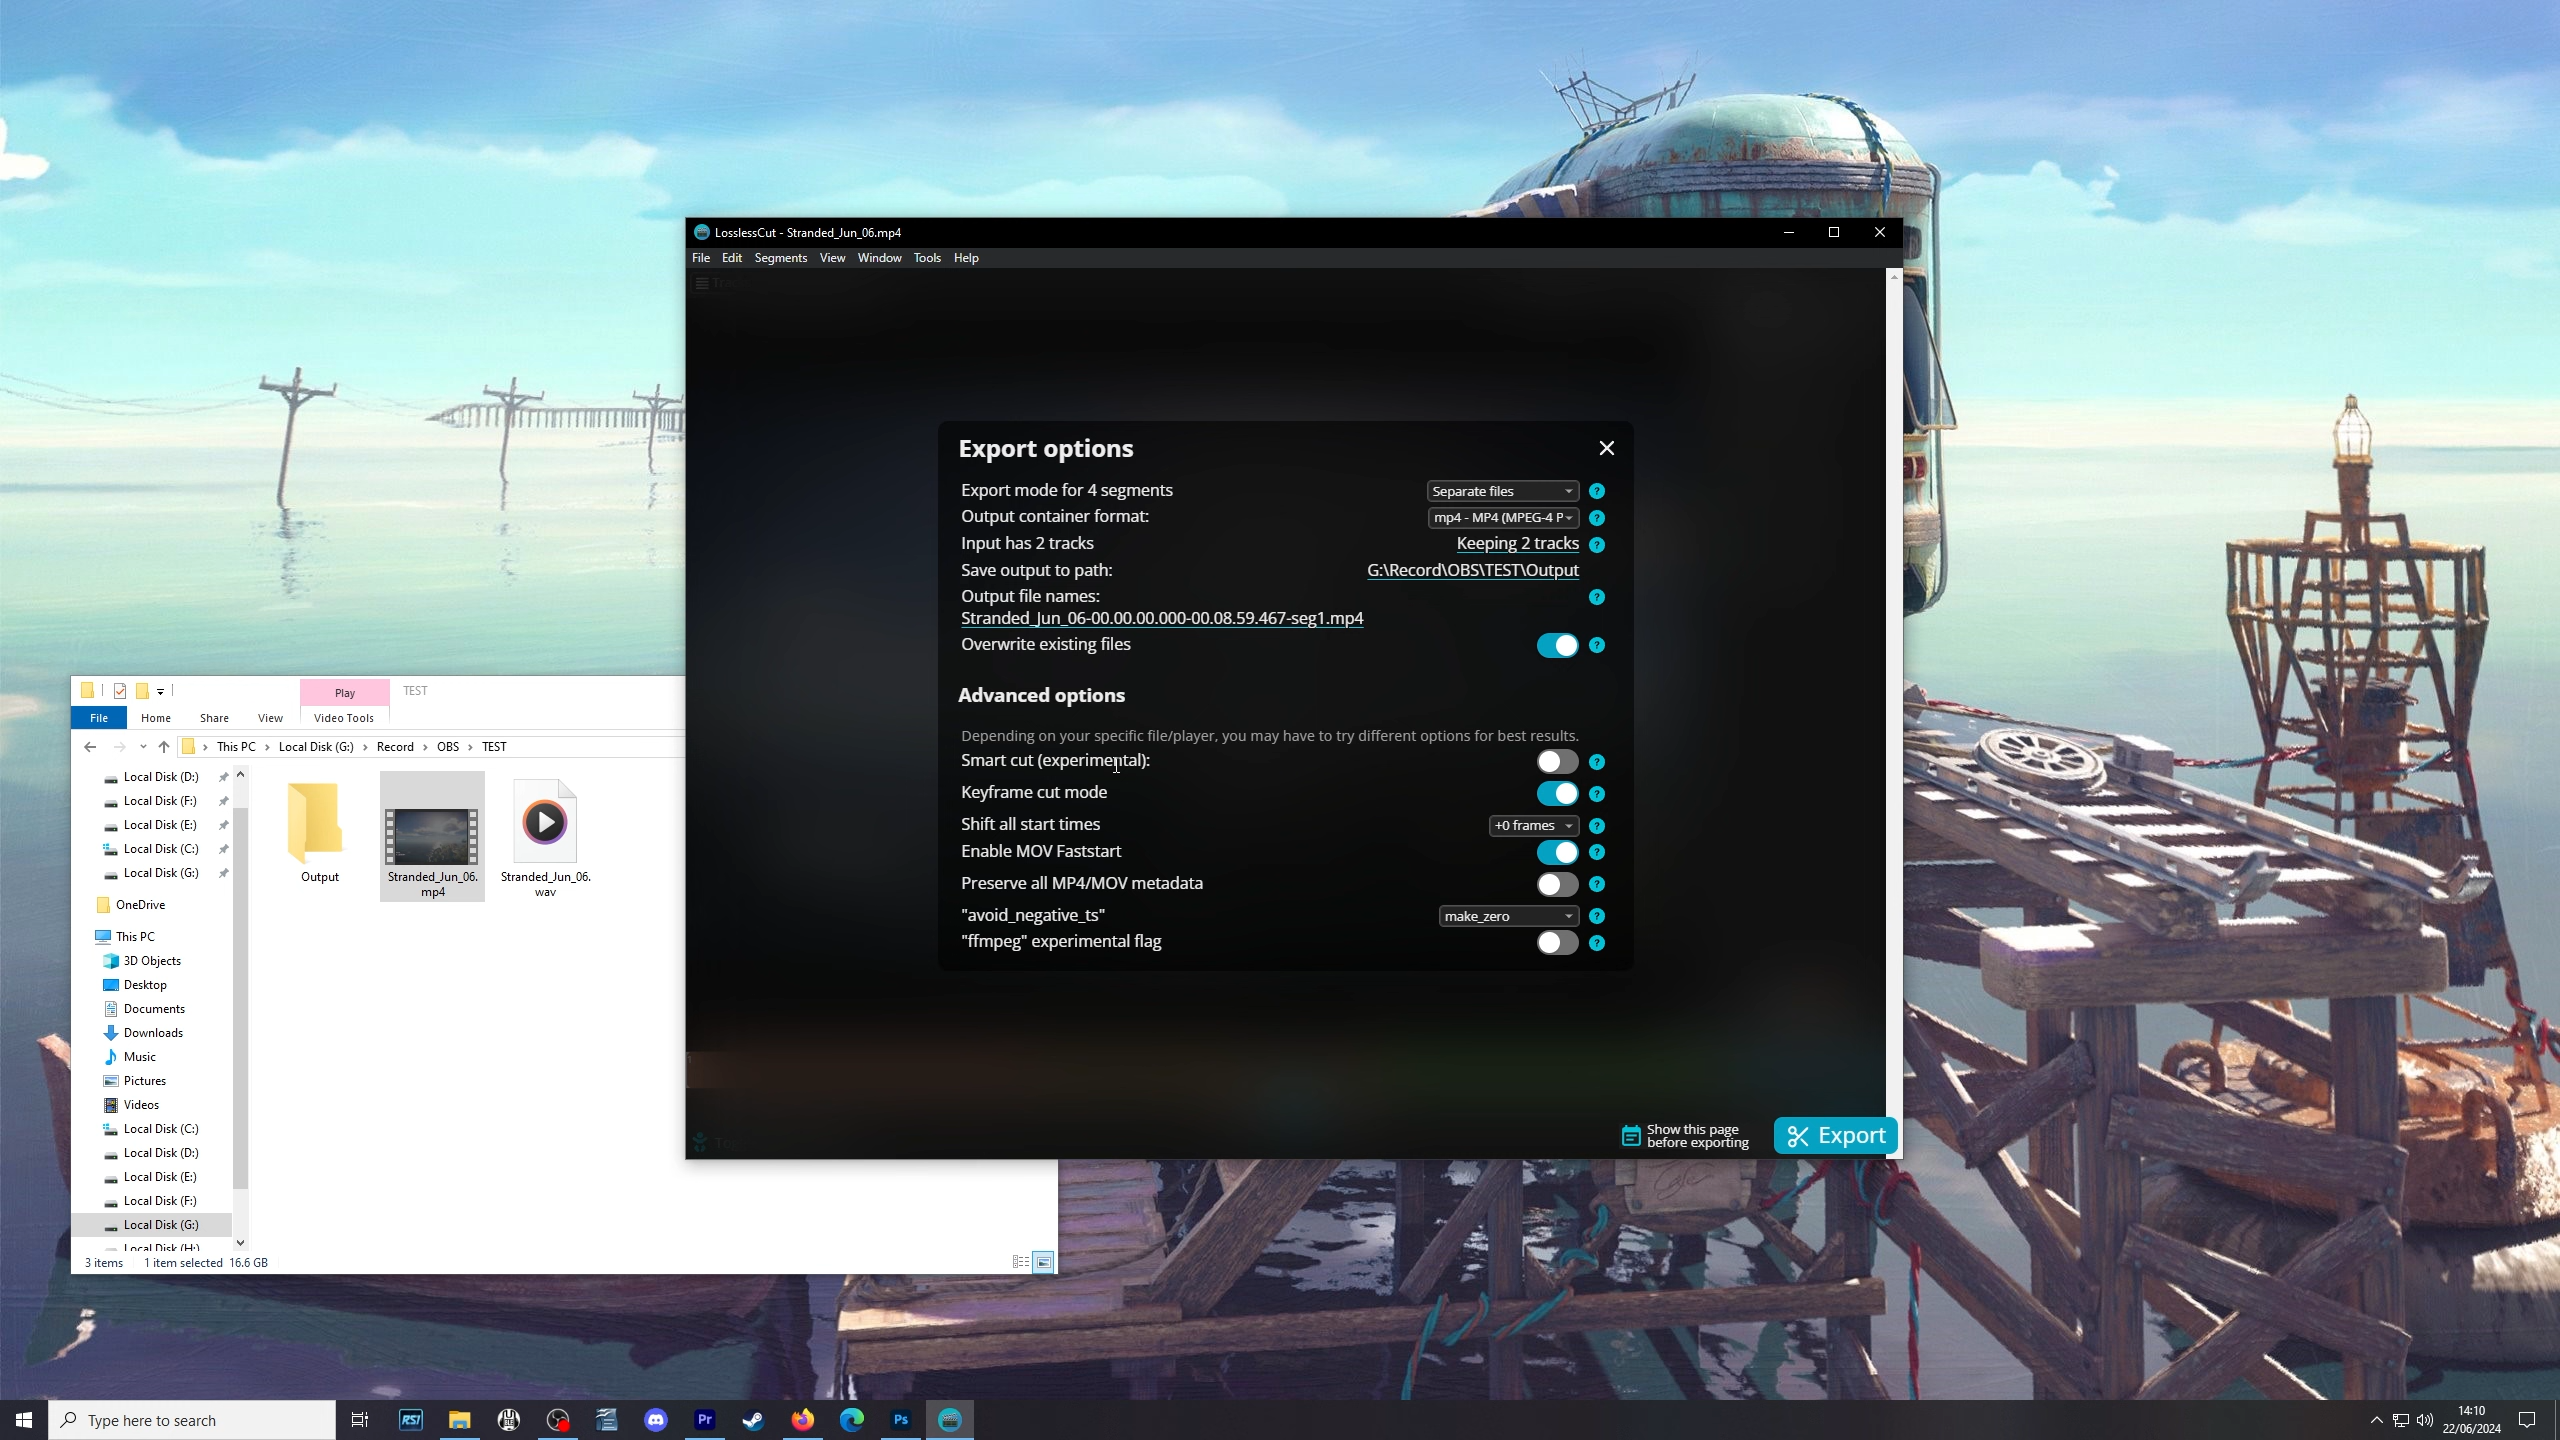 LosslessCut - Stranded_Jun_06.mp4
File Edit Segments View Window Tools Help
Export options
Export mode for 4 segments Separate files ?
Output container format: mp4 - MP4 (MPEG-4 P ?
Input has 2 tracks Keeping 2 tracks ?
Save output to path: G:\Record\OBS\TEST\Output
Output file names: ?
Stranded_Jun_06-00.00.00.000-00.08.59.467-seg1.mp4
Overwrite existing files ?
Advanced options
Depending on your specific file/player, you may have to try different options for best results.
Smart cut (experimental): ?
Keyframe cut mode ?
Shift all start times +0 frames ?
Enable MOV Faststart ?
Preserve all MP4/MOV metadata ?
"avoid_negative_ts" make_zero ?
"ffmpeg" experimental flag ?
Show this page
before exporting
Export
Play TEST
File Home Share View Video Tools
This PC Local Disk (G:) Record OBS TEST
Local Disk (D:)
Local Disk (F:)
Local Disk (E:)
Local Disk (C:)
Local Disk (G:)
OneDrive
This PC
3D Objects
Desktop
Documents
Downloads
Music
Pictures
Videos
Local Disk (C:)
Local Disk (D:)
Local Disk (E:)
Local Disk (F:)
Local Disk (G:)
Local Disk (H:)
Output
Stranded_Jun_06.
mp4
Stranded_Jun_06.
wav
3 items 1 item selected 16.6 GB
Type here to search
RSI
Pr
Ps
14:10
22/06/2024